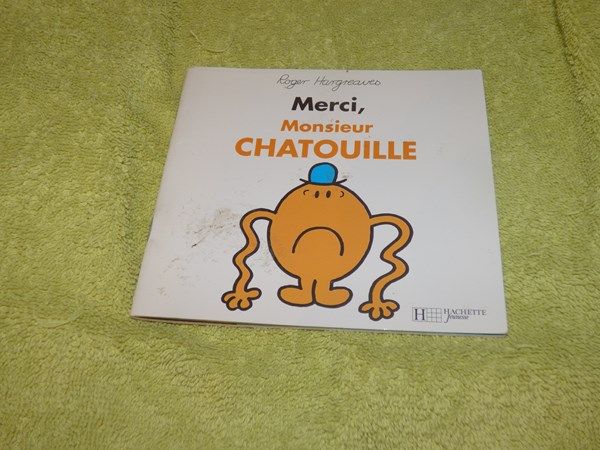 Roger Hargreaves
Merci,
Monsieur
CHATOUILLE
H HACHETTE
Jeunesse